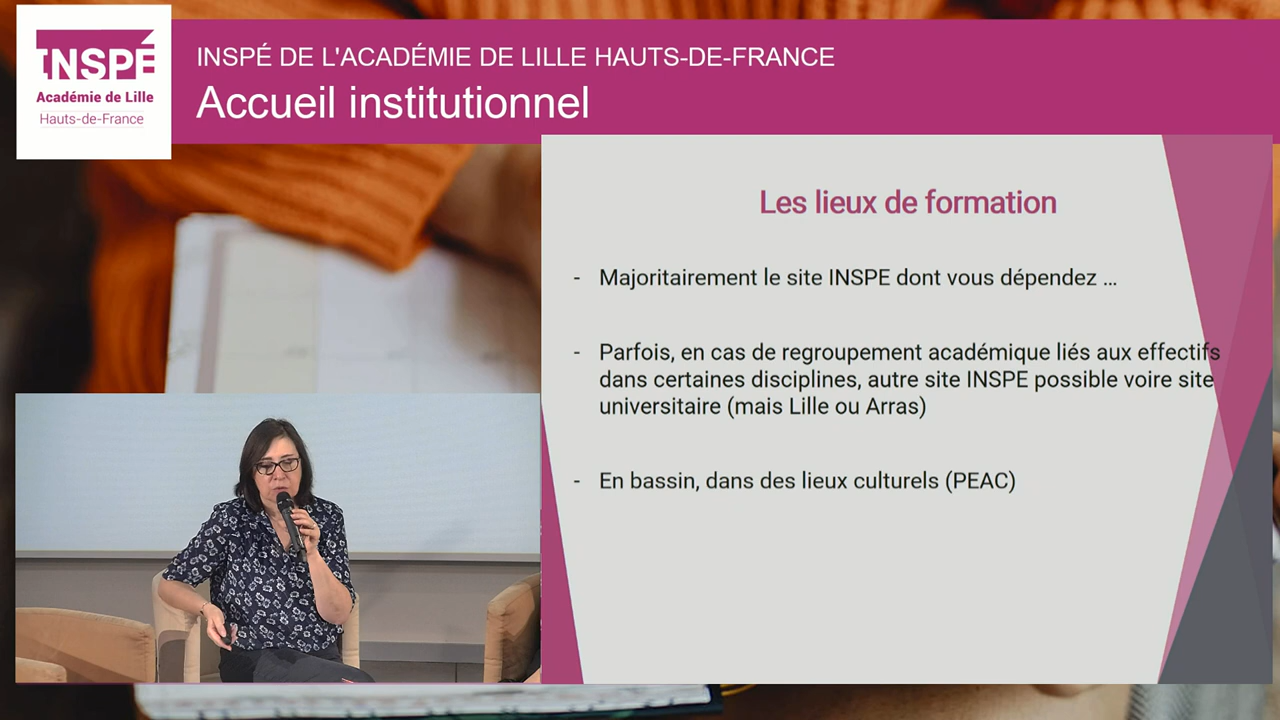 INSPÉ
Académie de Lille
Hauts-de-France
INSPÉ DE L'ACADÉMIE DE LILLE HAUTS-DE-FRANCE
Accueil institutionnel
Les lieux de formation
- Majoritairement le site INSPE dont vous dépendez ...
- Parfois, en cas de regroupement académique liés aux effectifs
dans certaines disciplines, autre site INSPE possible voire site
universitaire (mais Lille ou Arras)
- En bassin, dans des lieux culturels (PEAC)